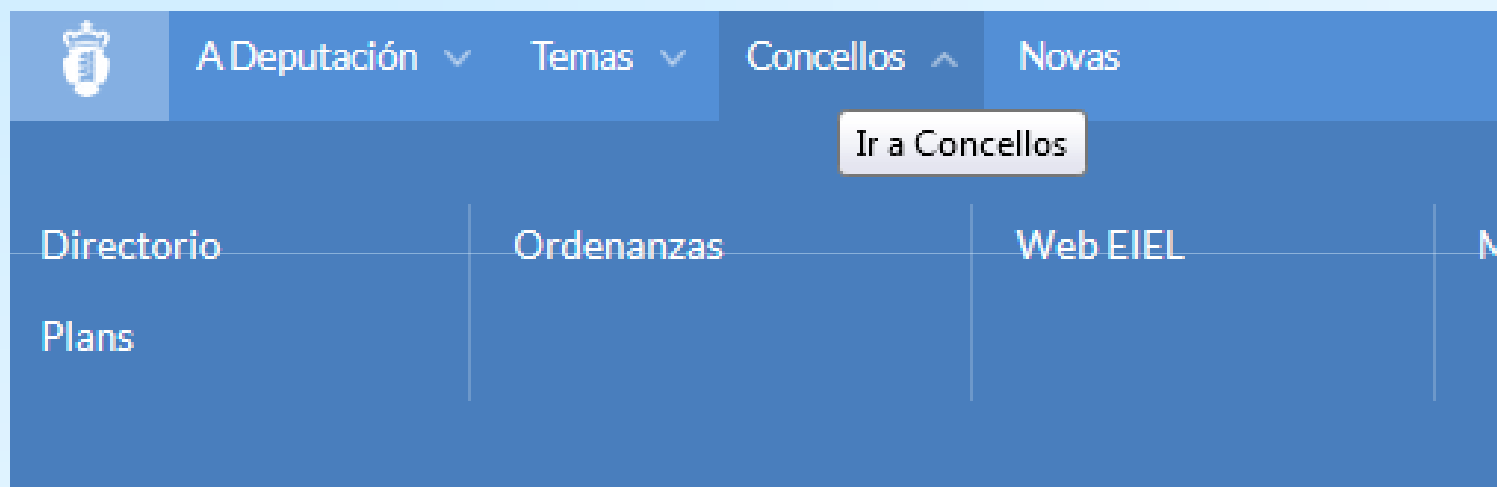 A Deputación Temas Concellos Novas
Ir a Concellos
Directorio Ordenanzas Web EIEL
Plans